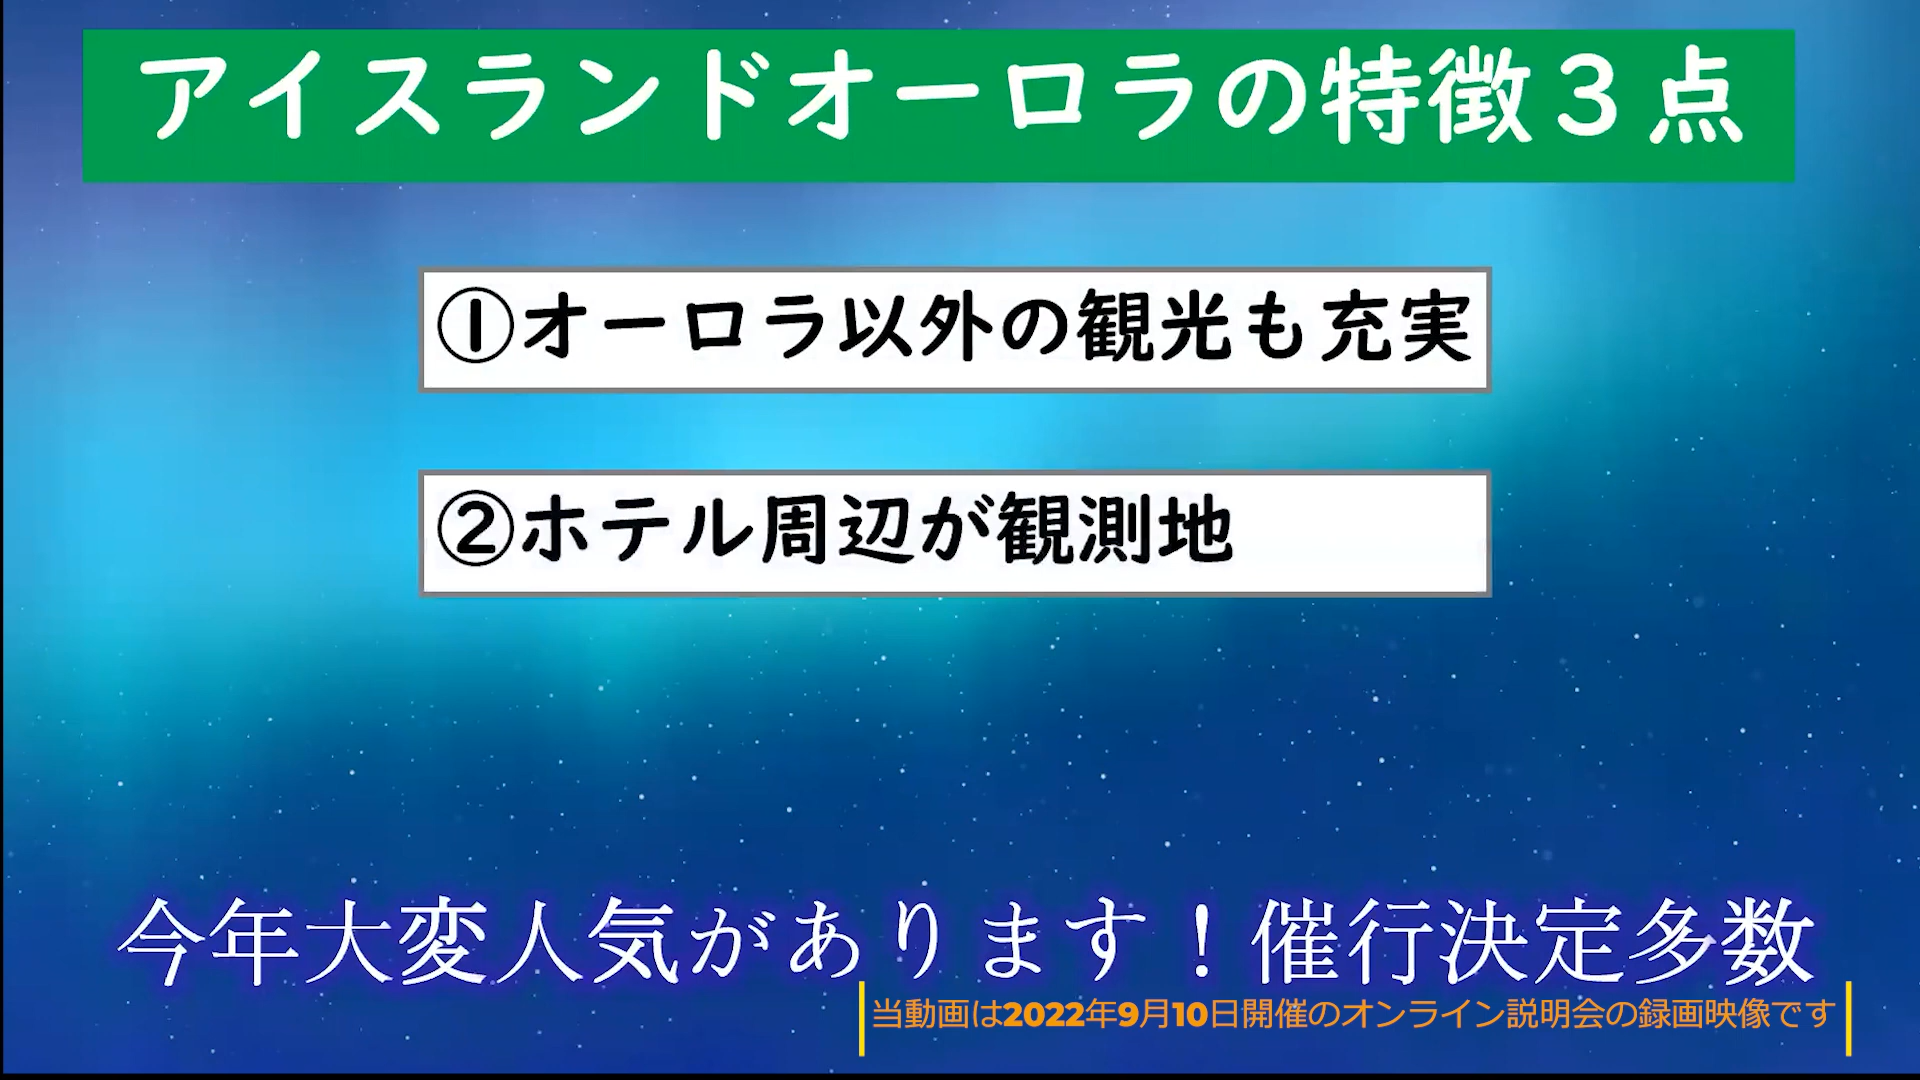 アイスランドオーロラの特徴３点
①オーロラ以外の観光も充実
②ホテル周辺が観測地
今年大変人気があります！催行決定多数
当動画は2022年9月10日開催のオンライン説明会の録画映像です